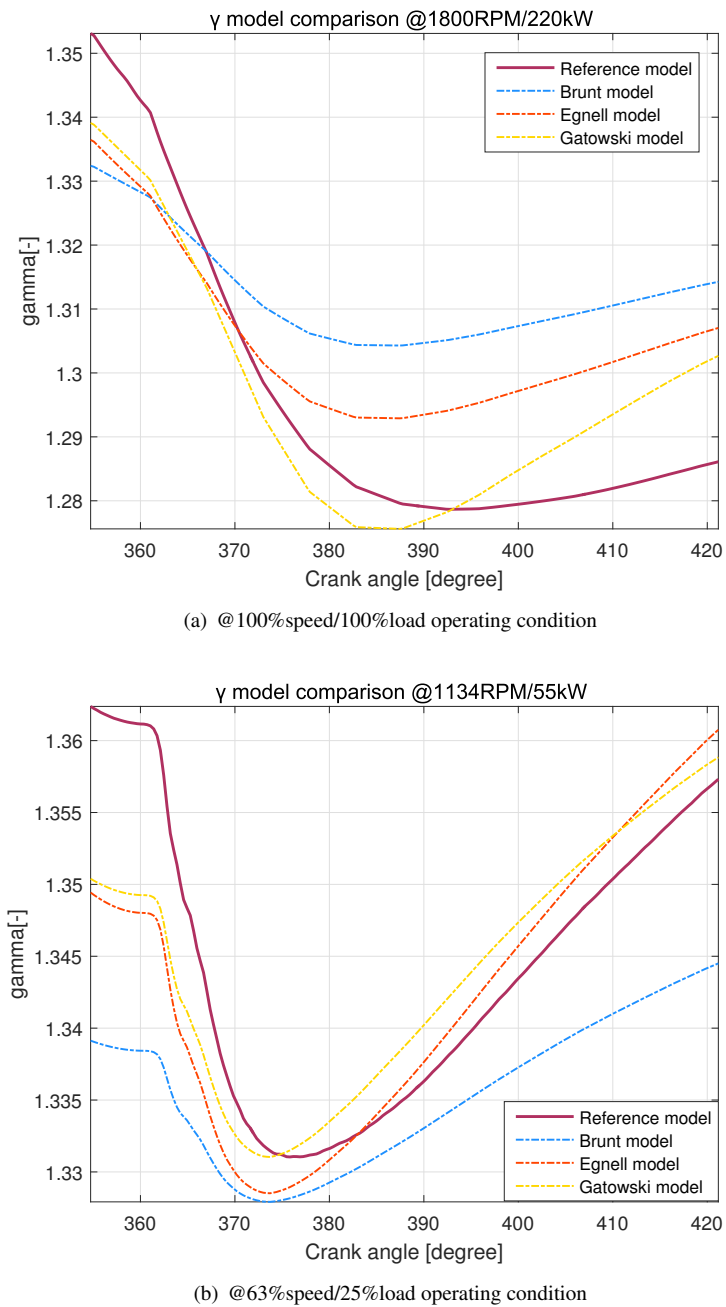 γ model comparison @1800RPM/220kW
1.35
1.34
1.33
1.32
1.31
1.3
1.29
1.28
gamma[-]
Reference model
Brunt model
Egnell model
Gatowski model
360 370 380 390 400 410 420
Crank angle [degree]
(a) @100%speed/100%load operating condition
γ model comparison @1134RPM/55kW
1.36
1.355
1.35
1.345
1.34
1.335
1.33
gamma[-]
Reference model
Brunt model
Egnell model
Gatowski model
360 370 380 390 400 410 420
Crank angle [degree]
(b) @63%speed/25%load operating condition